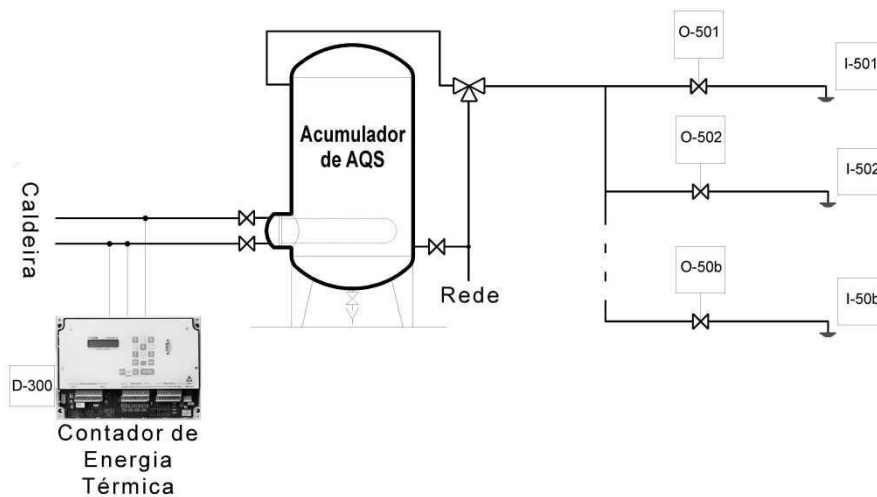 O-501
I-501
Acumulador
de AQS
O-502
I-502
Caldeira
Rede
O-50b
I-50b
D-300
Contador de
Energia
Térmica